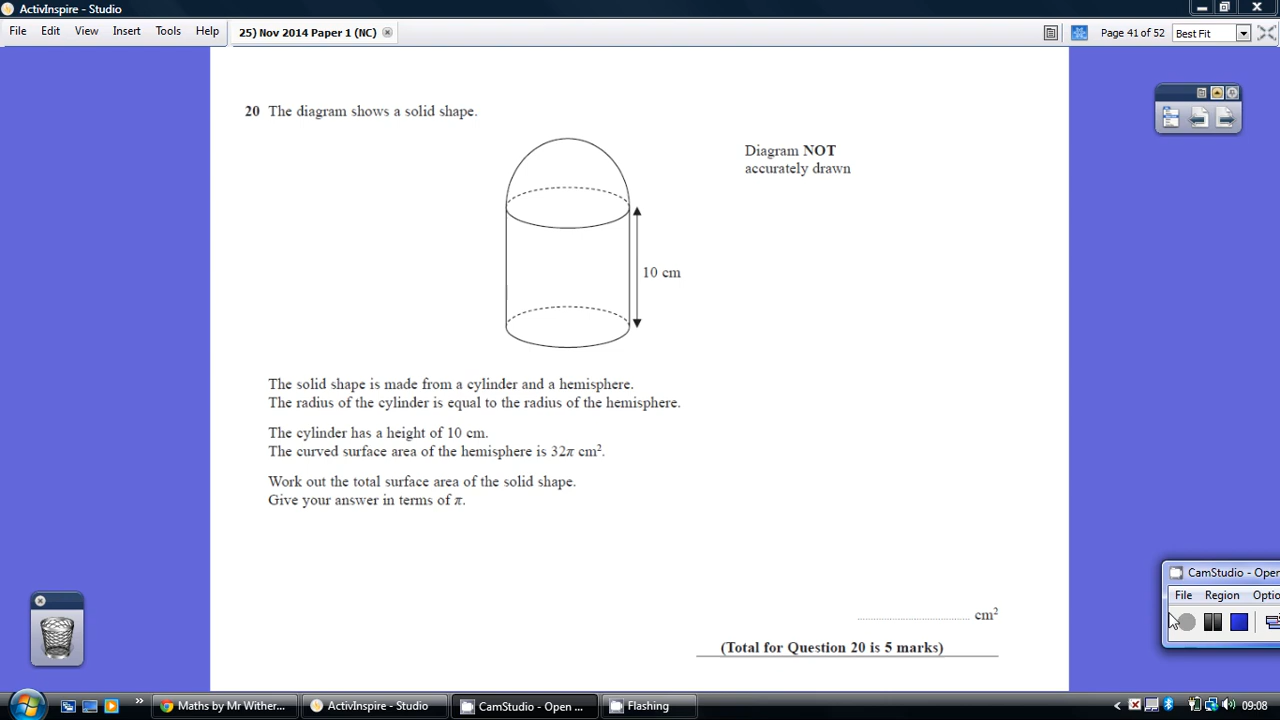 ActivInspire - Studio
File Edit View Insert Tools Help
25) Nov 2014 Paper 1 (NC)
Page 41 of 52
Best Fit
20 The diagram shows a solid shape.
Diagram NOT
accurately drawn
10 cm
The solid shape is made from a cylinder and a hemisphere.
The radius of the cylinder is equal to the radius of the hemisphere.
The cylinder has a height of 10 cm.
The curved surface area of the hemisphere is 32π cm².
Work out the total surface area of the solid shape.
Give your answer in terms of π.
.............................. cm²
(Total for Question 20 is 5 marks)
CamStudio - Open
File Region Optio
Maths by Mr Wither...
ActivInspire - Studio
CamStudio - Open ...
Flashing
09:08